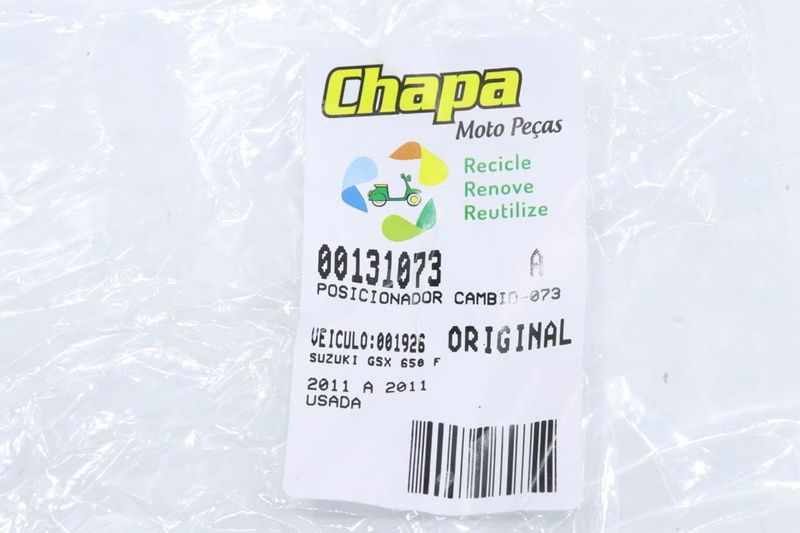 Chapa
Moto Peças
Recicle
Renove
Reutilize
00131073 A
POSICIONADOR CAMBIO-073
VEICULO:001926 ORIGINAL
SUZUKI GSX 650 F
2011 A 2011
USADA